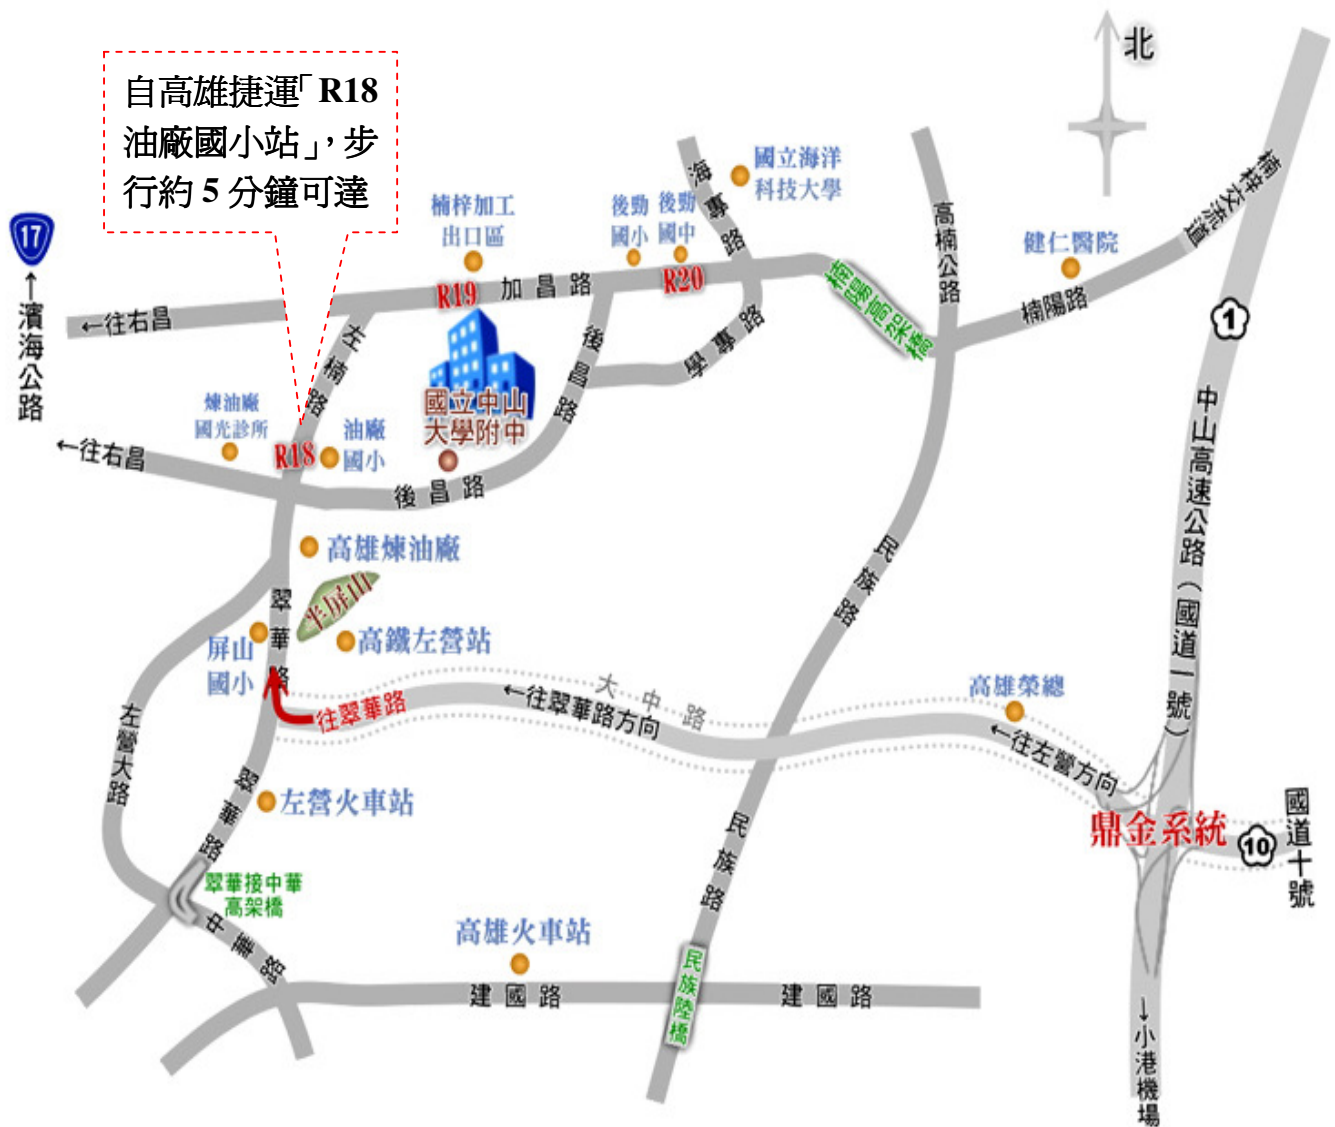 自高雄捷運「R18
油廠國小站」，步
行約 5 分鐘可達
北
17
←濱海公路
楠梓加工
出口區
後勁
國小
後勁
國中
國立海洋
科技大學
海專路
高楠公路
健仁醫院
楠梓交流道
R19
加昌路
R20
楠陽高架橋
楠陽路
1
←往右昌
左楠路
後昌路
學專路
國立中山
大學附中
煉油廠
國光診所
R18
油廠
國小
←往右昌
後昌路
中山高速公路（國道一號）
高雄煉油廠
民族路
翠華路
半屏山
屏山
國小
高鐵左營站
大中路
高雄榮總
往翠華路
←往翠華路方向
←往左營方向
左營大路
翠華路
左營火車站
民族路
鼎金系統
10
國道十號
翠華接中華
高架橋
中華路
高雄火車站
民族陸橋
建國路
建國路
↓小港機場